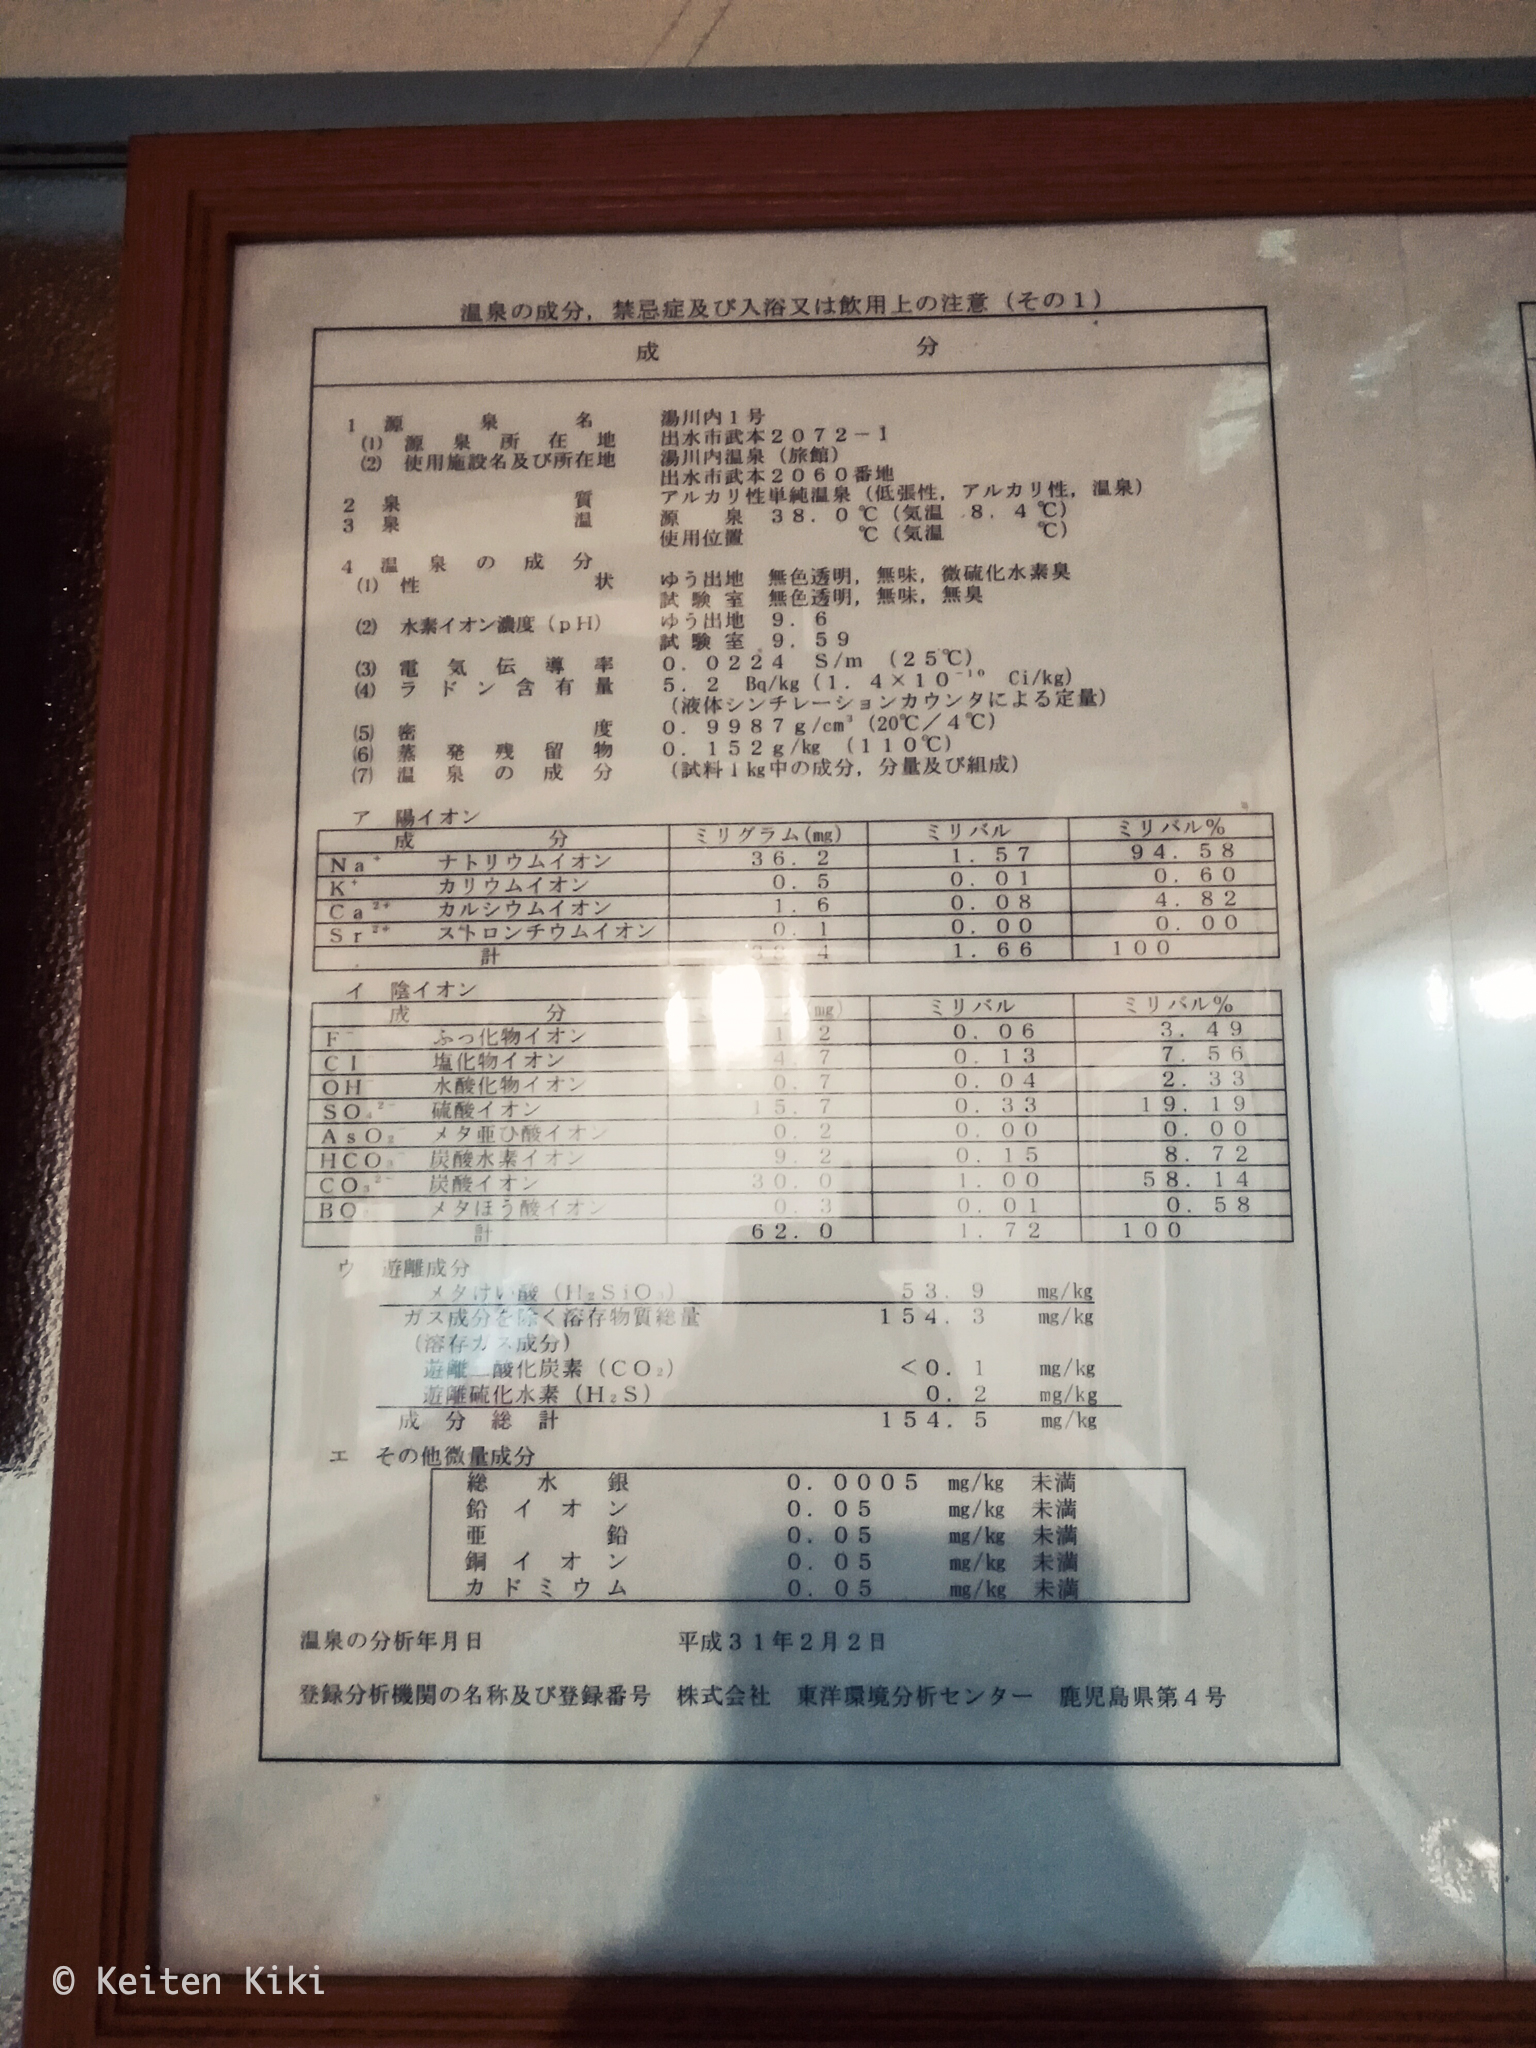 温泉の成分，禁忌症及び入浴又は飲用上の注意（その１）
成　分
１　源泉名　湯川内１号
⑴　源泉所在地　出水市武本２０７２－１
⑵　使用施設名及び所在地　湯川内温泉（旅館）
出水市武本２０６０番地
２　泉質　アルカリ性単純温泉（低張性，アルカリ性，温泉）
３　泉温　源泉　３８．０℃（気温　８．４℃）
使用位置　℃（気温　℃）
４　温泉の成分
⑴　性状　ゆう出地　無色透明，無味，微硫化水素臭
試験室　無色透明，無味，無臭
⑵　水素イオン濃度（ｐＨ）　ゆう出地　９．６
試験室　９．５９
⑶　電気伝導率　０．０２２４　S/m　（２５℃）
⑷　ラドン含有量　５．２　Bq/kg（１．４×１０⁻¹⁰　Ci/kg）
（液体シンチレーションカウンタによる定量）
⑸　密度　０．９９８７ｇ/cm³（20℃／４℃）
⑹　蒸発残留物　０．１５２ｇ/kg　（１１０℃）
⑺　温泉の成分　（試料１kg中の成分，分量及び組成）
ア　陽イオン
成分　ミリグラム(mg)　ミリバル　ミリバル％
Ｎａ⁺　ナトリウムイオン　３６．２　１．５７　９４．５８
Ｋ⁺　カリウムイオン　０．５　０．０１　０．６０
Ｃａ²⁺　カルシウムイオン　１．６　０．０８　４．８２
Ｓｒ²⁺　ストロンチウムイオン　０．１　０．００　０．００
計　３８．４　１．６６　１００
イ　陰イオン
成分　(mg)　ミリバル　ミリバル％
Ｆ⁻　ふっ化物イオン　１．２　０．０６　３．４９
Ｃｌ⁻　塩化物イオン　４．７　０．１３　７．５６
ＯＨ⁻　水酸化物イオン　０．７　０．０４　２．３３
ＳＯ₄²⁻　硫酸イオン　１５．７　０．３３　１９．１９
ＡｓＯ₂⁻　メタ亜ひ酸イオン　０．２　０．００　０．００
ＨＣＯ₃⁻　炭酸水素イオン　９．２　０．１５　８．７２
ＣＯ₃²⁻　炭酸イオン　３０．０　１．００　５８．１４
ＢＯ　メタほう酸イオン　０．３　０．０１　０．５８
計　６２．０　１．７２　１００
ウ　遊離成分
メタけい酸（Ｈ₂ＳｉＯ₃）　５３．９　mg/kg
ガス成分を除く溶存物質総量　１５４．３　mg/kg
（溶存ガス成分）
遊離二酸化炭素（ＣＯ₂）　＜０．１　mg/kg
遊離硫化水素（Ｈ₂Ｓ）　０．２　mg/kg
成分総計　１５４．５　mg/kg
エ　その他微量成分
総水銀　０．０００５　mg/kg　未満
鉛イオン　０．０５　mg/kg　未満
亜鉛　０．０５　mg/kg　未満
銅イオン　０．０５　mg/kg　未満
カドミウム　０．０５　mg/kg　未満
温泉の分析年月日　平成３１年２月２日
登録分析機関の名称及び登録番号　株式会社　東洋環境分析センター　鹿児島県第４号
© Keiten Kiki